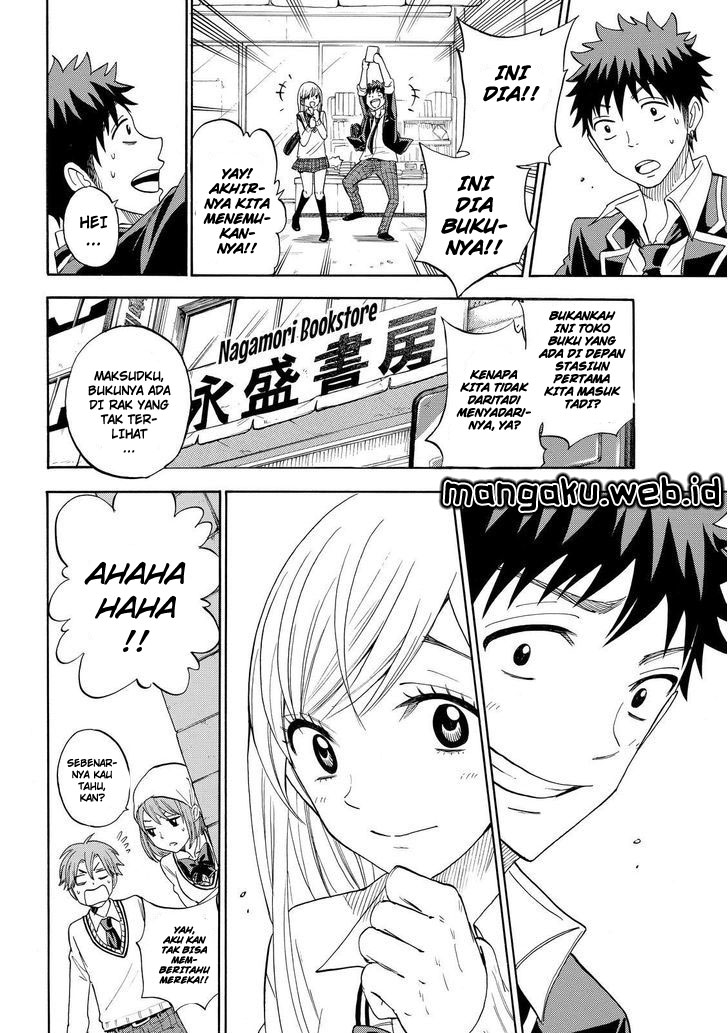 INI
DIA!!
INI
DIA
BUKU-
NYA!!
YAY!
AKHIR-
NYA KITA
MENEMU-
KAN-
NYA!!
HEI
...
BUKANKAH
INI TOKO
BUKU YANG
ADA DI DEPAN
STASIUN
PERTAMA
KITA MASUK
TADI?
KENAPA
KITA TIDAK
DARITADI
MENYADARI-
NYA, YA?
Nagamori Bookstore
永盛書房
MAKSUDKU,
BUKUNYA ADA
DI RAK YANG
TAK TER-
LIHAT
...
mangaku.web.id
AHAHA
HAHA
!!
SEBENAR-
NYA KAU
TAHU,
KAN?
YAH,
AKU KAN
TAK BISA
MEM-
BERITAHU
MEREKA!!